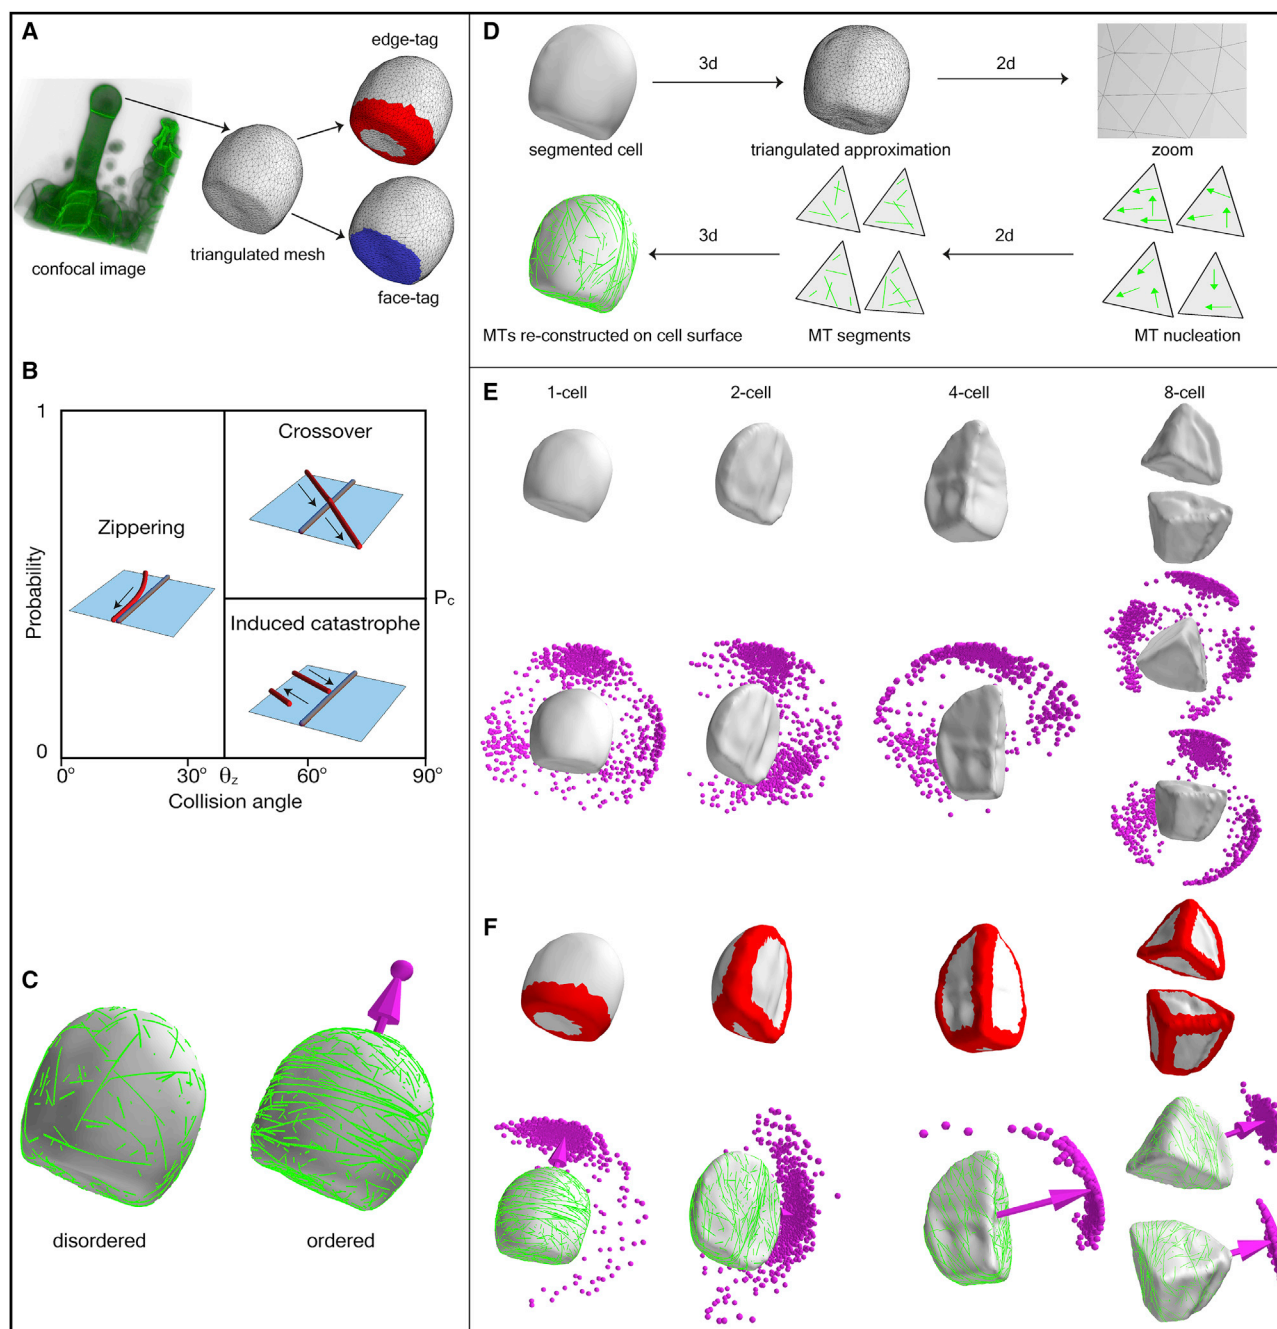 A
edge-tag
confocal image
triangulated mesh
face-tag
B
1
Crossover
Zippering
Probability
P c
Induced catastrophe
0
0° 30° θz 60° 90°
Collision angle
C
disordered
ordered
D
3d
2d
segmented cell
triangulated approximation
zoom
3d
2d
MTs re-constructed on cell surface
MT segments
MT nucleation
E
1-cell
2-cell
4-cell
8-cell
F